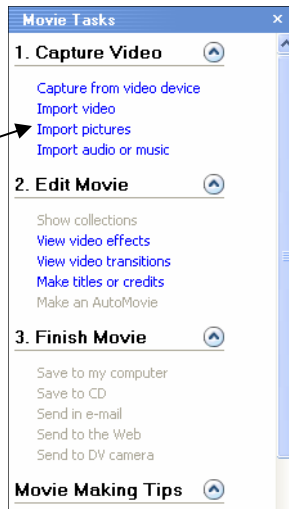 Movie Tasks
1. Capture Video
Capture from video device
Import video
Import pictures
Import audio or music
2. Edit Movie
Show collections
View video effects
View video transitions
Make titles or credits
Make an AutoMovie
3. Finish Movie
Save to my computer
Save to CD
Send in e-mail
Send to the Web
Send to DV camera
Movie Making Tips